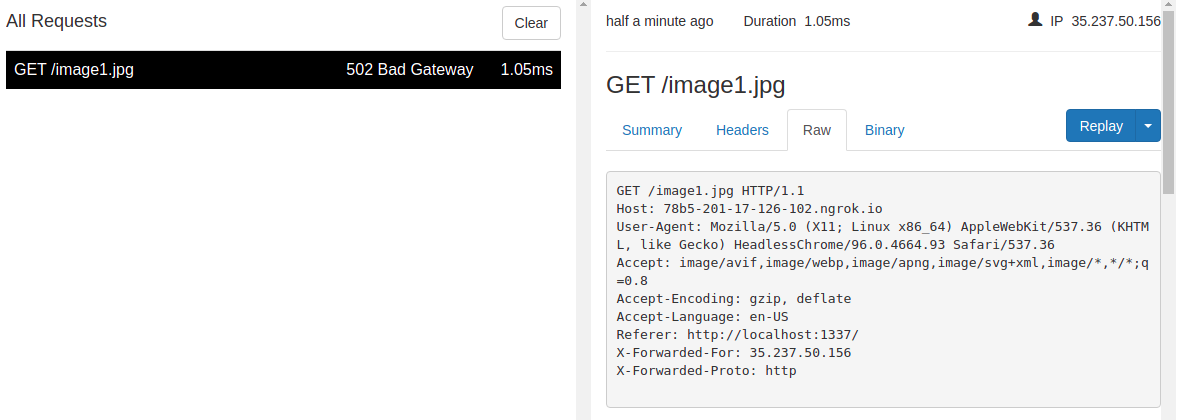 All Requests
Clear
GET /image1.jpg 502 Bad Gateway 1.05ms
half a minute ago Duration 1.05ms IP 35.237.50.156
GET /image1.jpg
Summary Headers Raw Binary Replay
GET /image1.jpg HTTP/1.1
Host: 78b5-201-17-126-102.ngrok.io
User-Agent: Mozilla/5.0 (X11; Linux x86_64) AppleWebKit/537.36 (KHTM
L, like Gecko) HeadlessChrome/96.0.4664.93 Safari/537.36
Accept: image/avif,image/webp,image/apng,image/svg+xml,image/*,*/*;q
=0.8
Accept-Encoding: gzip, deflate
Accept-Language: en-US
Referer: http://localhost:1337/
X-Forwarded-For: 35.237.50.156
X-Forwarded-Proto: http